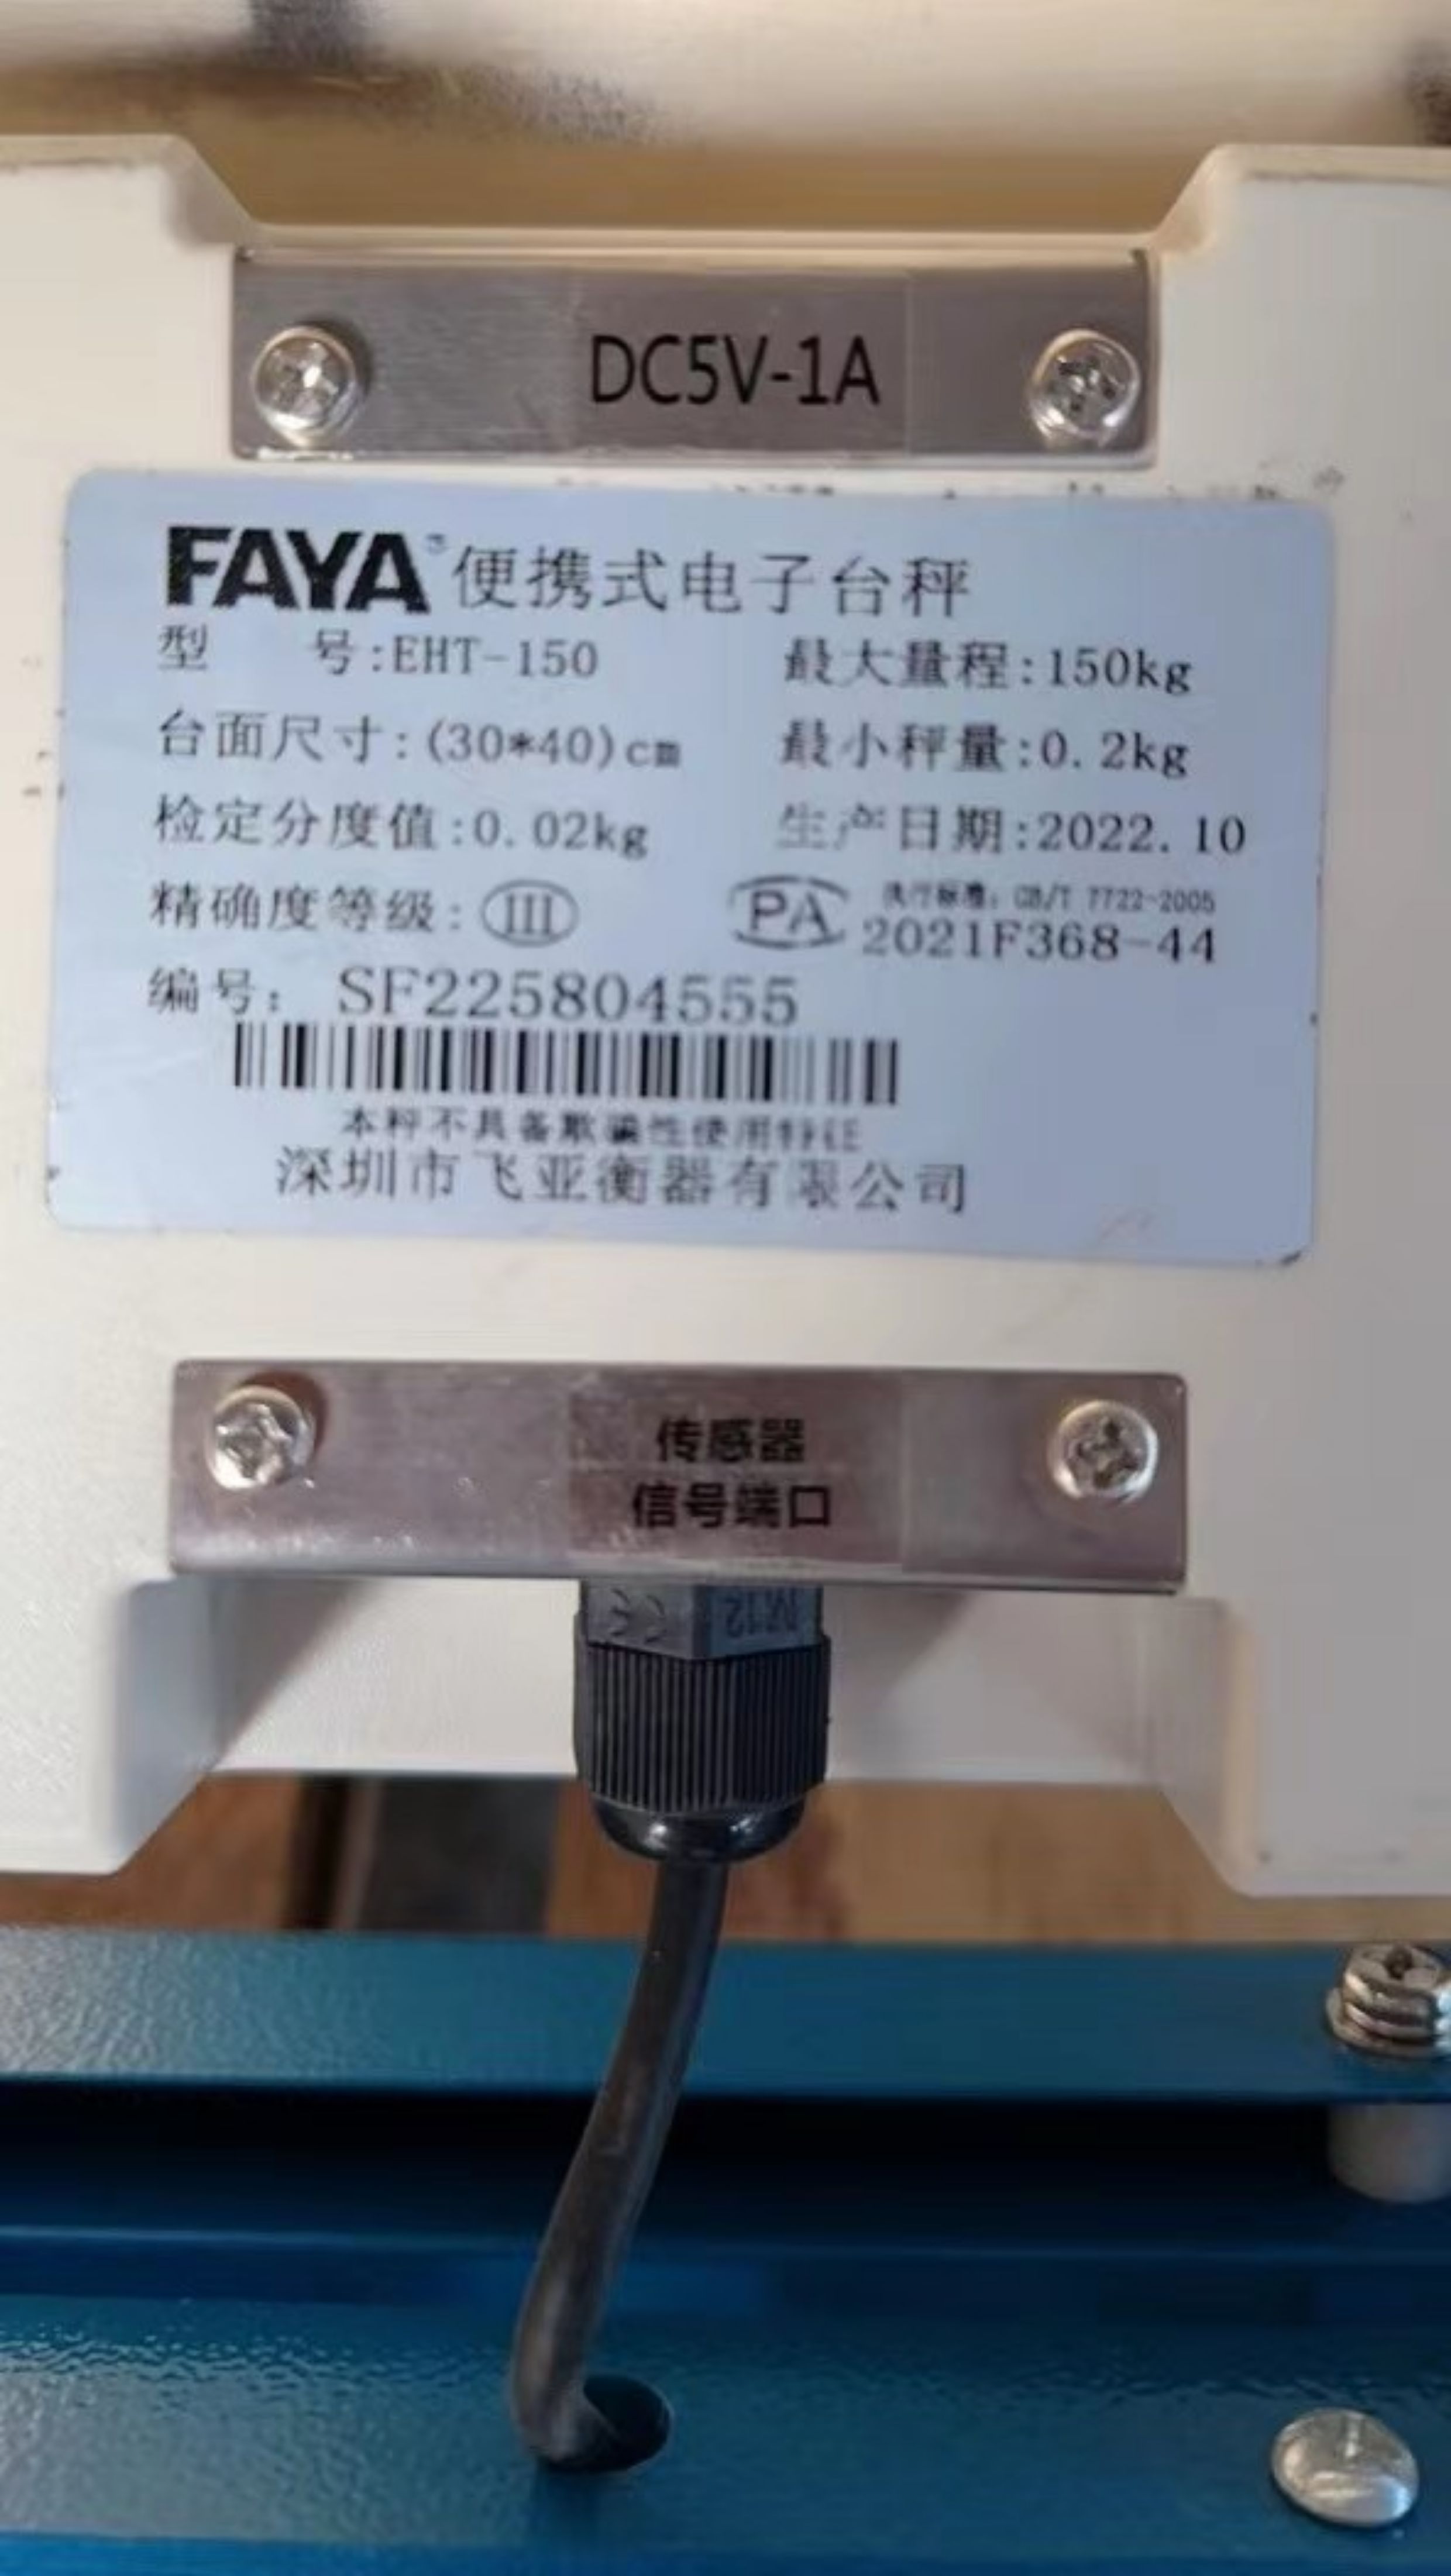 DC5V-1A
FAYA 便携式电子台秤
型 号:EHT-150 最大量程:150kg
台面尺寸:(30*40)cm 最小秤量:0.2kg
检定分度值:0.02kg 生产日期:2022.10
精确度等级:III PA 执行标准:GB/T 7722-2005
2021F368-44
编号: SF225804555
本秤不具备欺骗性使用特征
深圳市飞亚衡器有限公司
传感器
信号端口
CE M12